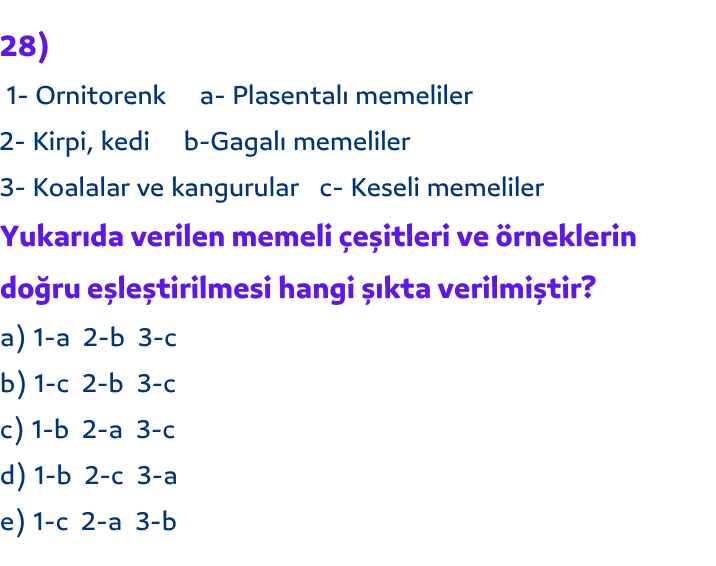 28)
1- Ornitorenk a- Plasentalı memeliler
2- Kirpi, kedi b-Gagalı memeliler
3- Koalalar ve kangurular c- Keseli memeliler
Yukarıda verilen memeli çeşitleri ve örneklerin
doğru eşleştirilmesi hangi şıkta verilmiştir?
a) 1-a 2-b 3-c
b) 1-c 2-b 3-c
c) 1-b 2-a 3-c
d) 1-b 2-c 3-a
e) 1-c 2-a 3-b